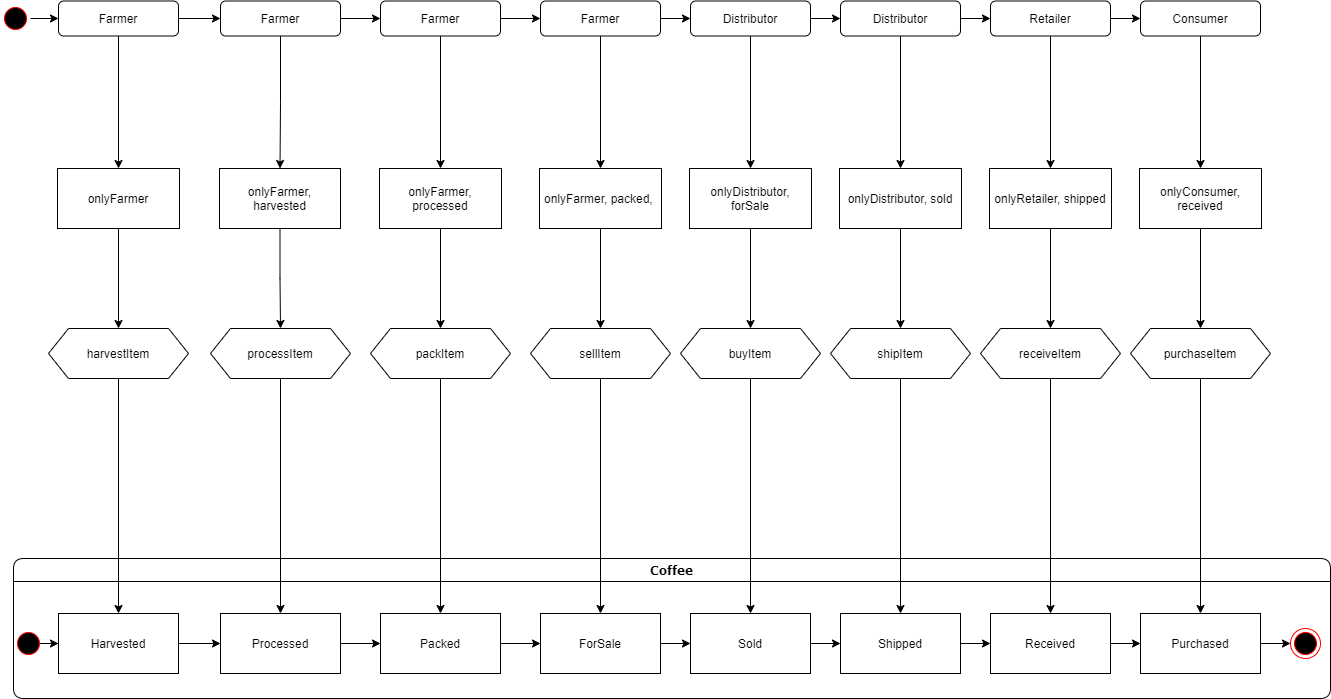 Farmer
Farmer
Farmer
Farmer
Distributor
Distributor
Retailer
Consumer
onlyFarmer
onlyFarmer,
harvested
onlyFarmer,
processed
onlyFarmer, packed,
onlyDistributor,
forSale
onlyDistributor, sold
onlyRetailer, shipped
onlyConsumer,
received
harvestItem
processItem
packItem
sellItem
buyItem
shipItem
receiveItem
purchaseItem
Coffee
Harvested
Processed
Packed
ForSale
Sold
Shipped
Received
Purchased